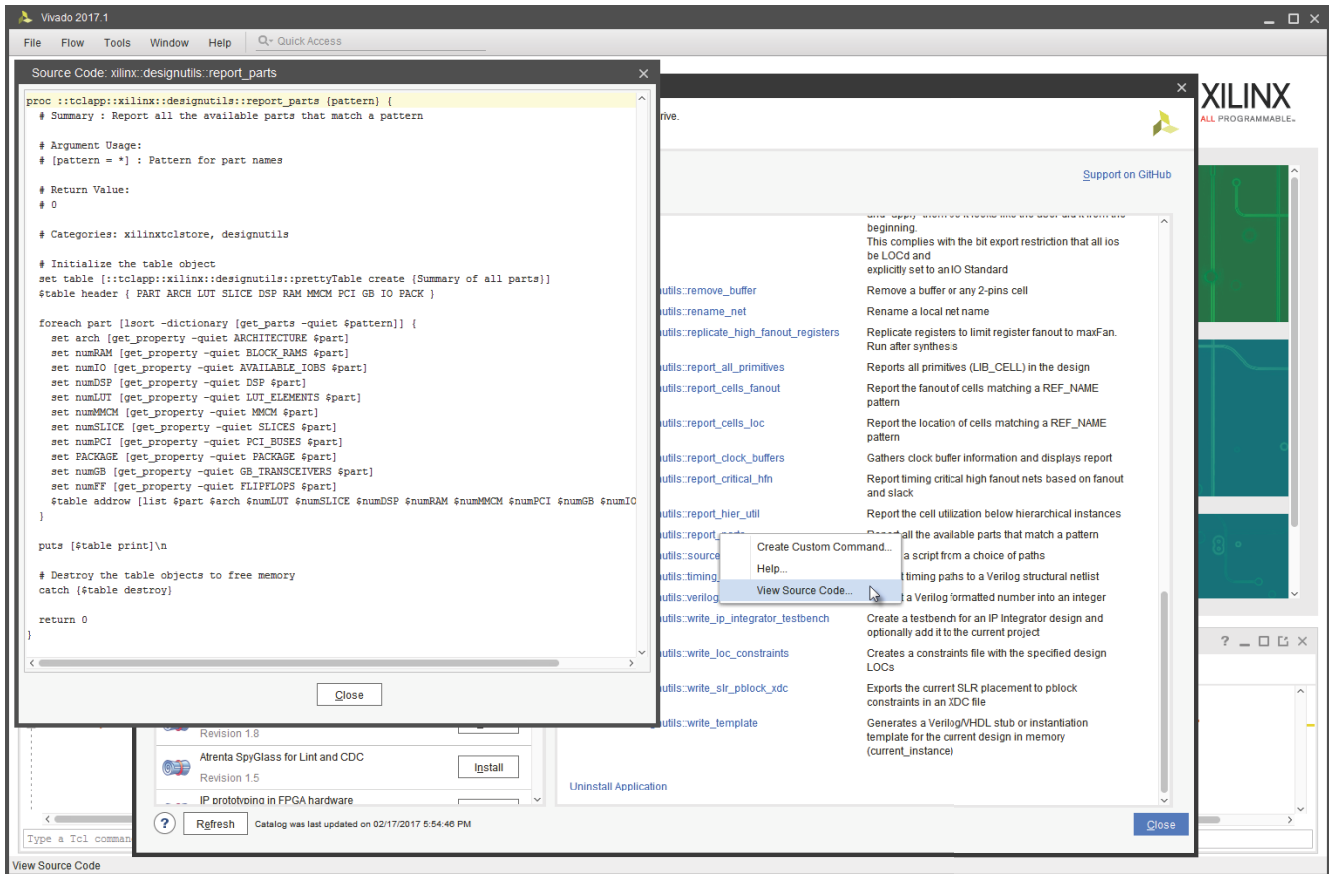 Vivado 2017.1
File Flow Tools Window Help Quick Access
Source Code: xilinx::designutils::report_parts
proc ::tclapp::xilinx::designutils::report_parts {pattern} {
# Summary : Report all the available parts that match a pattern
# Argument Usage:
# [pattern = *] : Pattern for part names
# Return Value:
# 0
# Categories: xilinxtclstore, designutils
# Initialize the table object
set table [::tclapp::xilinx::designutils::prettyTable create {Summary of all parts}]
$table header { PART ARCH LUT SLICE DSP RAM MMCM PCI GB IO PACK }
foreach part [lsort -dictionary [get_parts -quiet $pattern]] {
set arch [get_property -quiet ARCHITECTURE $part]
set numRAM [get_property -quiet BLOCK_RAMS $part]
set numIO [get_property -quiet AVAILABLE_IOBS $part]
set numDSP [get_property -quiet DSP $part]
set numLUT [get_property -quiet LUT_ELEMENTS $part]
set numMMCM [get_property -quiet MMCM $part]
set numSLICE [get_property -quiet SLICES $part]
set numPCI [get_property -quiet PCI_BUSES $part]
set PACKAGE [get_property -quiet PACKAGE $part]
set numGB [get_property -quiet GB_TRANSCEIVERS $part]
set numFF [get_property -quiet FLIPFLOPS $part]
$table addrow [list $part $arch $numLUT $numSLICE $numDSP $numRAM $numMMCM $numPCI $numGB $numIO
}
puts [$table print]\n
# Destroy the table objects to free memory
catch {$table destroy}
return 0
}
Close
rive.
XILINX
ALL PROGRAMMABLE
Support on GitHub
beginning.
This complies with the bit export restriction that all ios
be LOCd and
explicitly set to an IO Standard
utils::remove_buffer Remove a buffer or any 2-pins cell
utils::rename_net Rename a local net name
utils::replicate_high_fanout_registers Replicate registers to limit register fanout to maxFan.
Run after synthesis
utils::report_all_primitives Reports all primitives (LIB_CELL) in the design
utils::report_cells_fanout Report the fanout of cells matching a REF_NAME
pattern
utils::report_cells_loc Report the location of cells matching a REF_NAME
pattern
utils::report_clock_buffers Gathers clock buffer information and displays report
utils::report_critical_hfn Report timing critical high fanout nets based on fanout
and slack
utils::report_hier_util Report the cell utilization below hierarchical instances
all the available parts that match a pattern
utils::source a script from a choice of paths
utils::timing_ timing paths to a Verilog structural netlist
utils::verilog_ a Verilog formatted number into an integer
Create Custom Command...
Help...
View Source Code...
utils::write_ip_integrator_testbench Create a testbench for an IP Integrator design and
optionally add it to the current project
utils::write_loc_constraints Creates a constraints file with the specified design
LOCs
utils::write_slr_pblock_xdc Exports the current SLR placement to pblock
constraints in an XDC file
utils::write_template Generates a Verilog/VHDL stub or instantiation
template for the current design in memory
(current_instance)
Revision 1.8
Atrenta SpyGlass for Lint and CDC
Revision 1.5
Install
IP prototyping in FPGA hardware
Uninstall Application
? Refresh Catalog was last updated on 02/17/2017 5:54:46 PM
Close
Type a Tcl comman
View Source Code